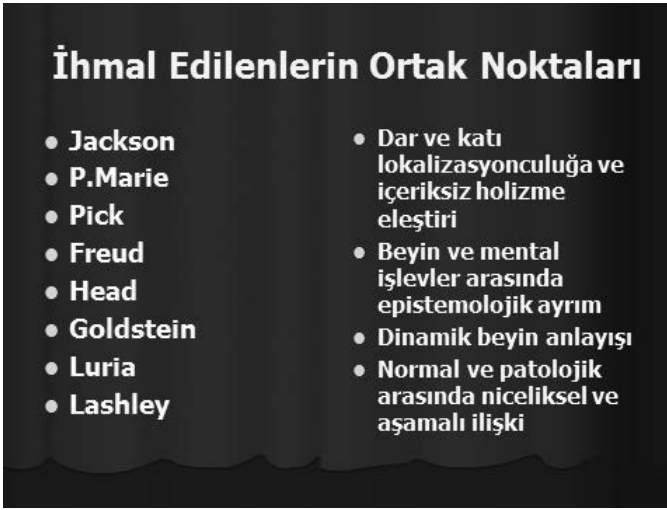 İhmal Edilenlerin Ortak Noktaları
• Jackson
• P.Marie
• Pick
• Freud
• Head
• Goldstein
• Luria
• Lashley
• Dar ve katı
lokalizasyonculuğa ve
içeriksiz holizme
eleştiri
• Beyin ve mental
işlevler arasında
epistemolojik ayrım
• Dinamik beyin anlayışı
• Normal ve patolojik
arasında niceliksel ve
aşamalı ilişki